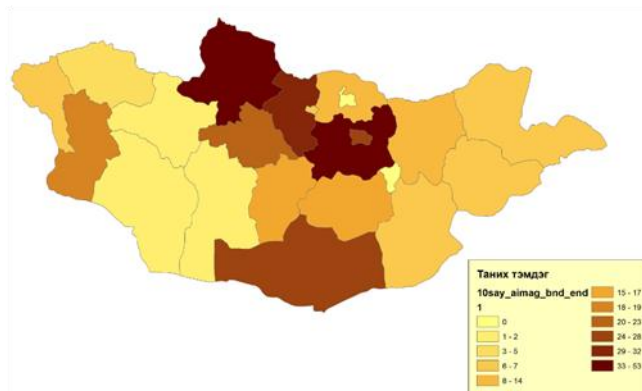 Таних тэмдэг
10say_aimag_bnd_end
1
0
1 - 2
3 - 5
6 - 7
8 - 14
15 - 17
18 - 19
20 - 23
24 - 28
29 - 32
33 - 53